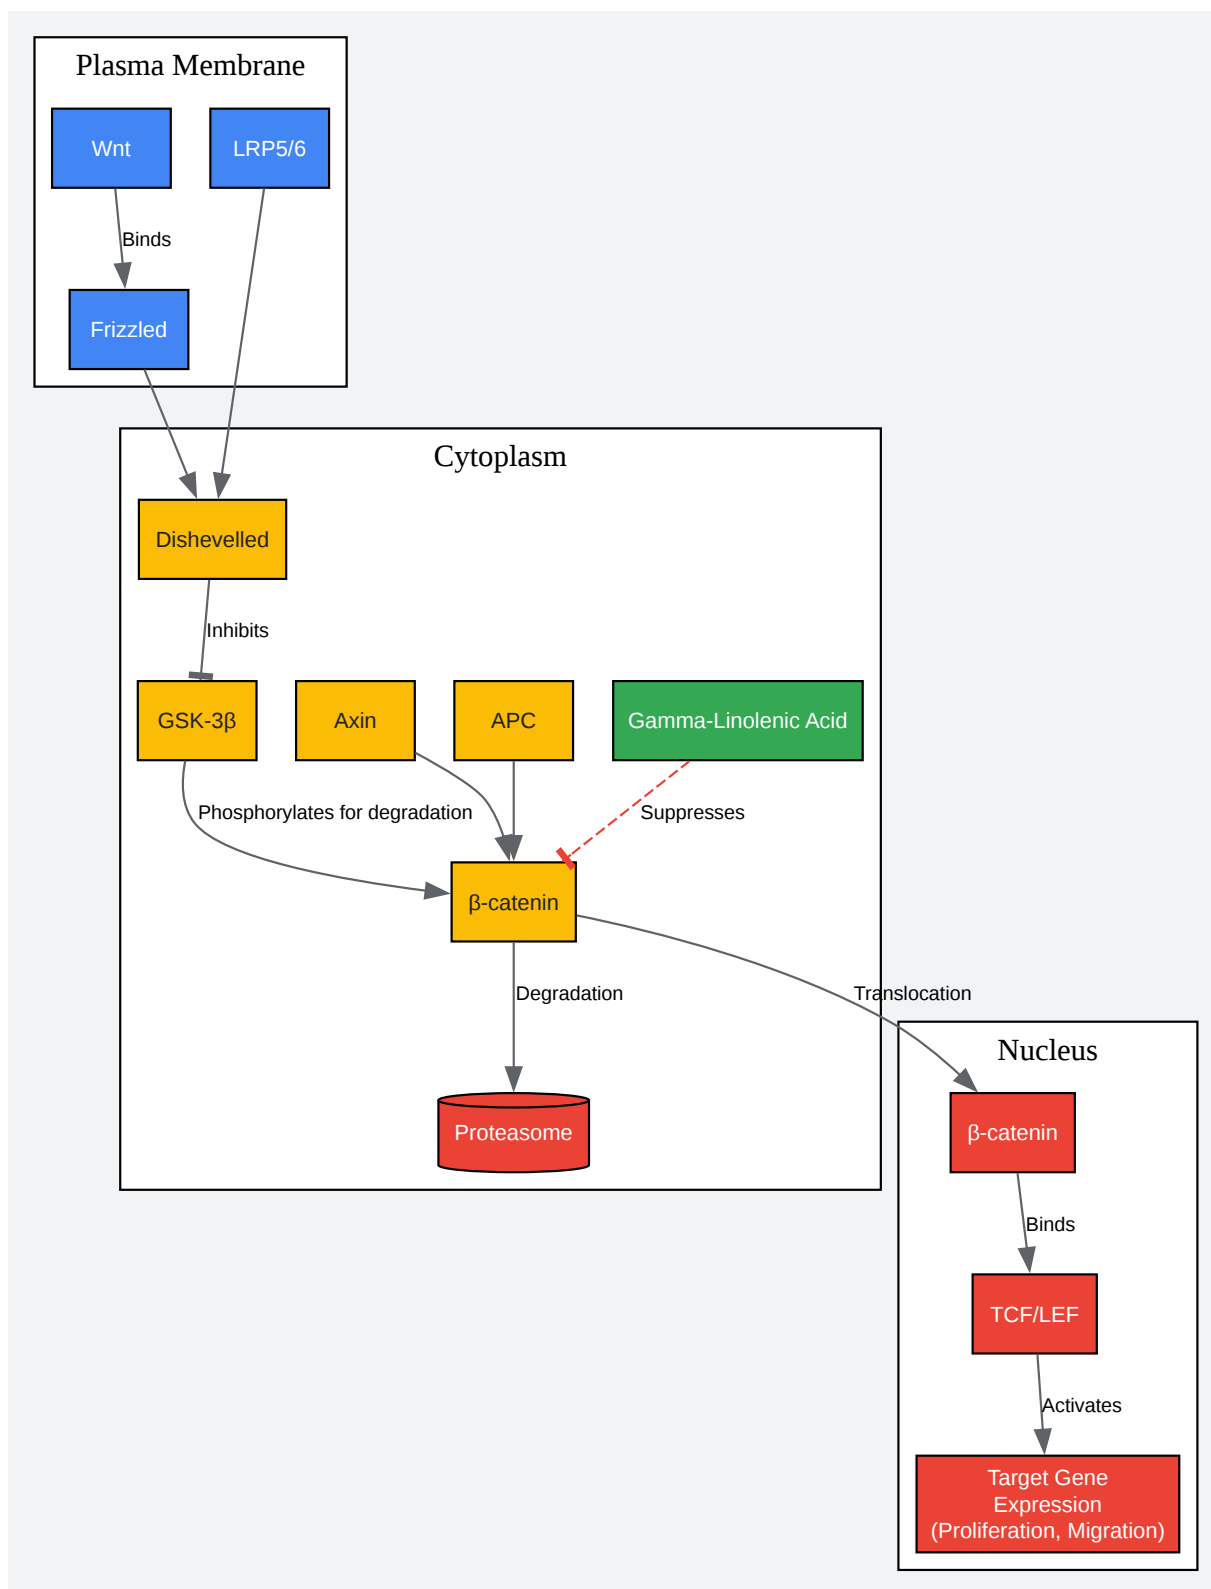 Plasma Membrane
Wnt
LRP5/6
Binds
Frizzled
Cytoplasm
Dishevelled
Inhibits
GSK-3β
Axin
APC
Gamma-Linolenic Acid
Phosphorylates for degradation
Suppresses
β-catenin
Degradation
Translocation
Proteasome
Nucleus
β-catenin
Binds
TCF/LEF
Activates
Target Gene
Expression
(Proliferation, Migration)